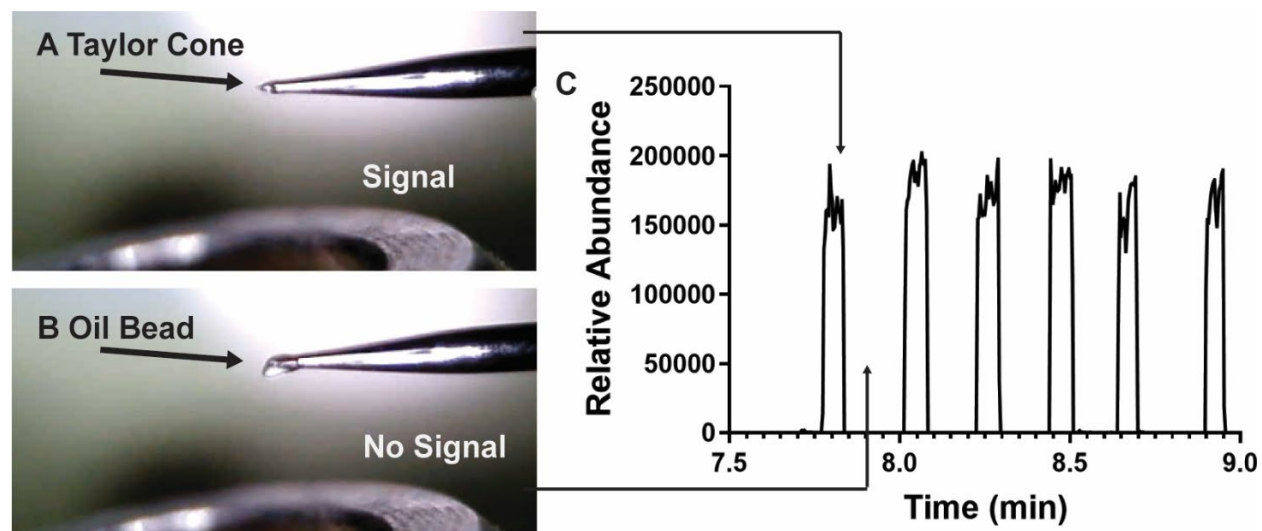 A Taylor Cone
Signal
B Oil Bead
No Signal
C
Relative Abundance
250000
200000
150000
100000
50000
0
7.5
8.0
8.5
9.0
Time (min)